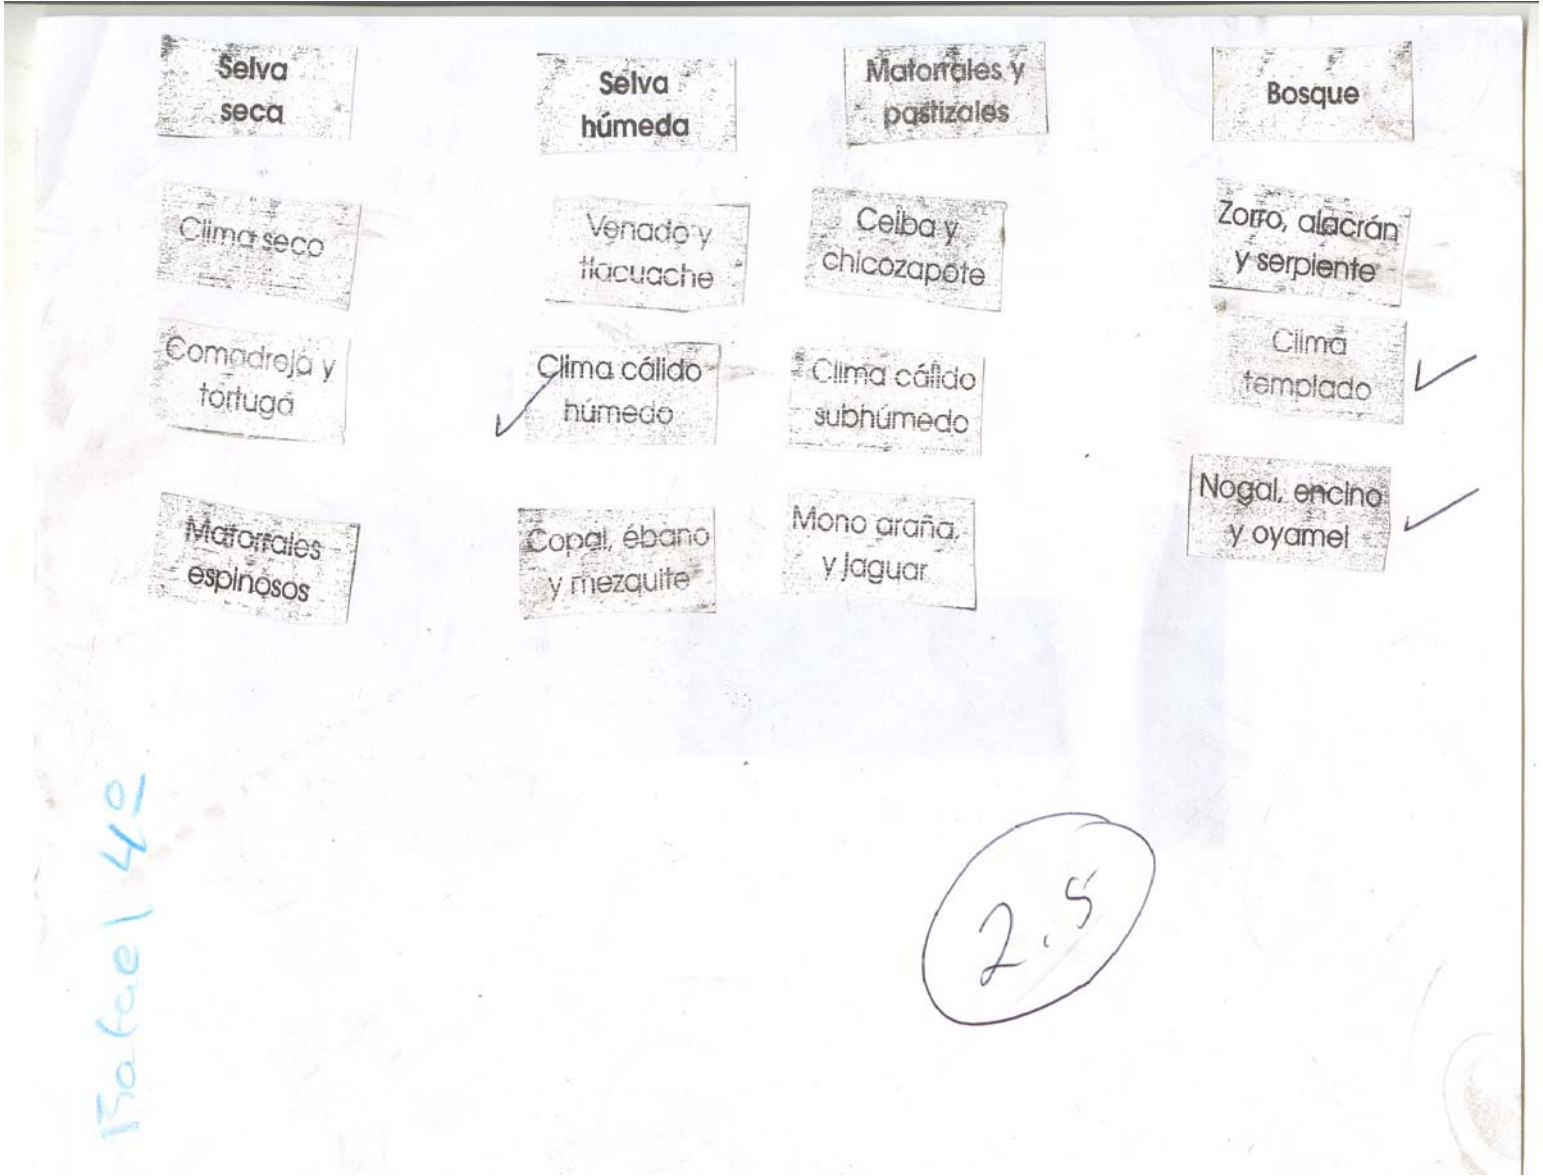 Selva
seca
Selva
húmeda
Matorrales y
pastizales
Bosque
Clima seco
Venado y
tlacuache
Ceiba y
chicozapote
Zorro, alacrán
y serpiente
Comadreja y
tortuga
Clima cálido
húmedo
Clima cálido
subhúmedo
Clima
templado
Matorrales
espinosos
Copal, ébano
y mezquite
Mono araña,
y jaguar
Nogal, encino
y oyamel
Rafael 4º
2.5